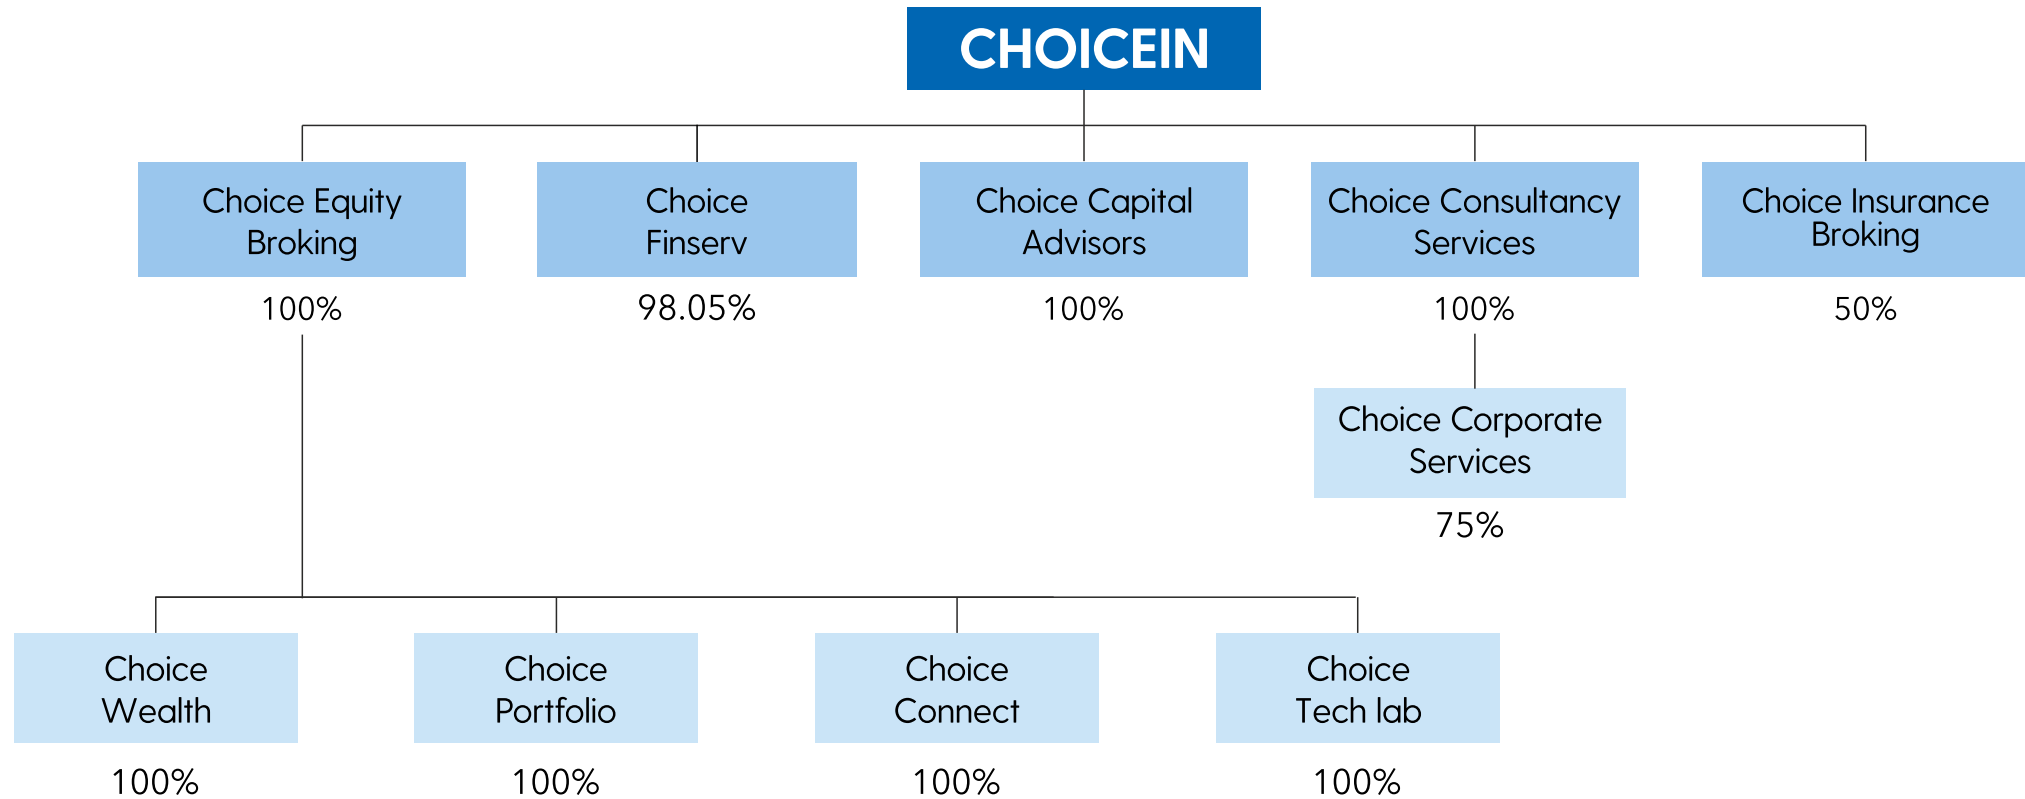 CHOICEIN
Choice Equity
Broking
100%
Choice
Finserv
98.05%
Choice Capital
Advisors
100%
Choice Consultancy
Services
100%
Choice Insurance
Broking
50%
Choice Corporate
Services
75%
Choice
Wealth
100%
Choice
Portfolio
100%
Choice
Connect
100%
Choice
Tech lab
100%